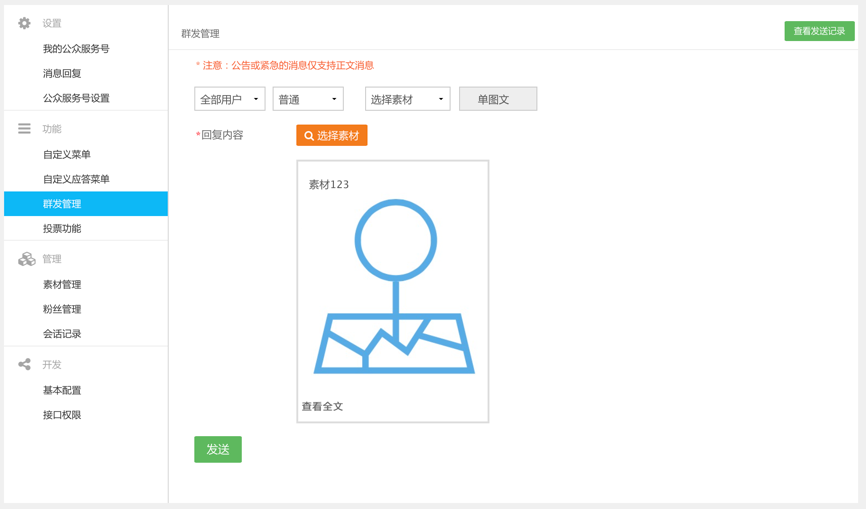 设置
我的公众服务号
消息回复
公众服务号设置
功能
自定义菜单
自定义应答菜单
群发管理
投票功能
管理
素材管理
粉丝管理
会话记录
开发
基本配置
接口权限
群发管理
查看发送记录
*注意：公告或紧急的消息仅支持正文消息
全部用户 普通 选择素材 单图文
*回复内容 选择素材
素材123
查看全文
发送